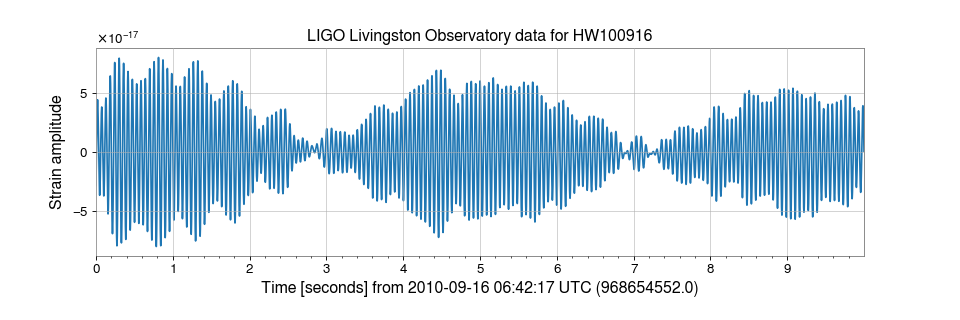 LIGO Livingston Observatory data for HW100916
×10⁻¹⁷
5
0
−5
Strain amplitude
0 1 2 3 4 5 6 7 8 9
Time [seconds] from 2010-09-16 06:42:17 UTC (968654552.0)